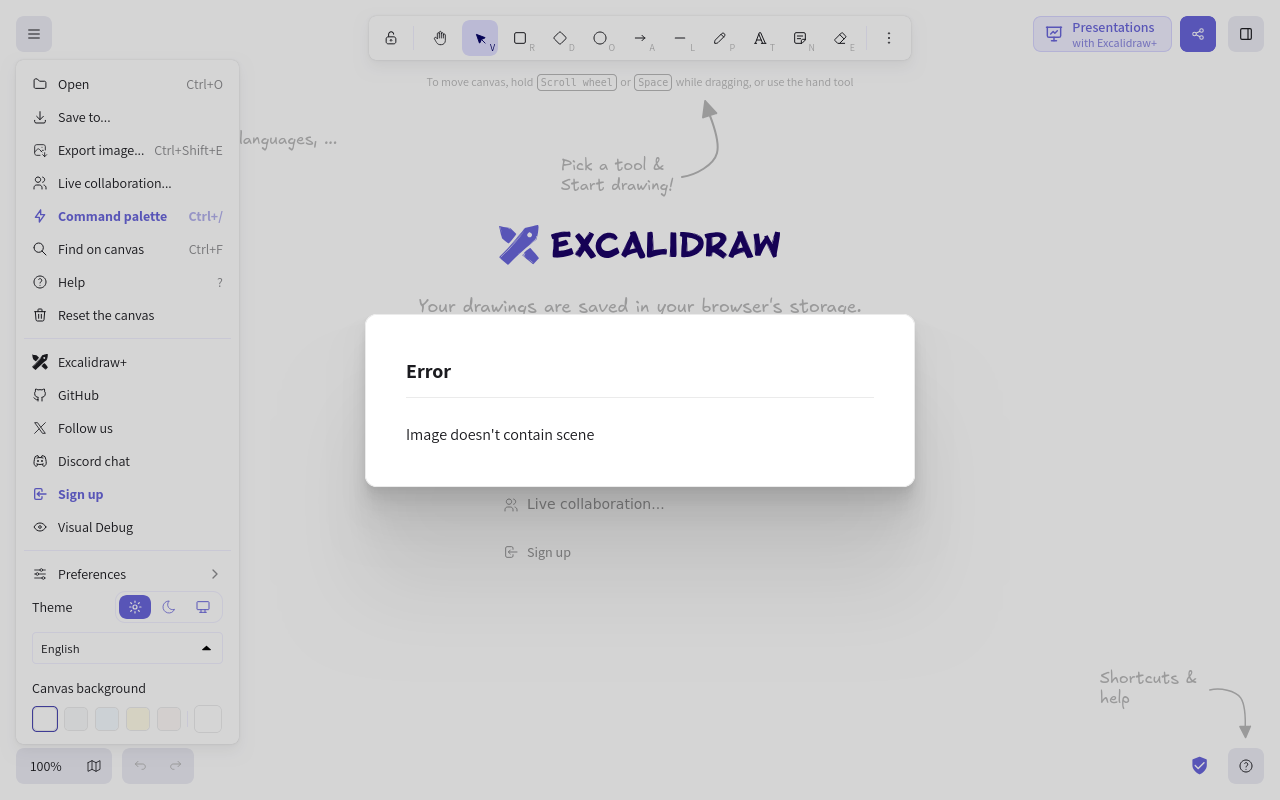 V
R
D
O
A
L
P
T
N
E
Presentations
with Excalidraw+
To move canvas, hold Scroll wheel or Space while dragging, or use the hand tool
Open Ctrl+O
Save to...
Export image... Ctrl+Shift+E
Live collaboration...
Command palette Ctrl+/
Find on canvas Ctrl+F
Help ?
Reset the canvas
Excalidraw+
GitHub
Follow us
Discord chat
Sign up
Visual Debug
Preferences
Theme
English
Canvas background
100%
languages, ...
Pick a tool &
Start drawing!
EXCALIDRAW
Your drawings are saved in your browser's storage.
Error
Image doesn't contain scene
Live collaboration...
Sign up
Shortcuts &
help